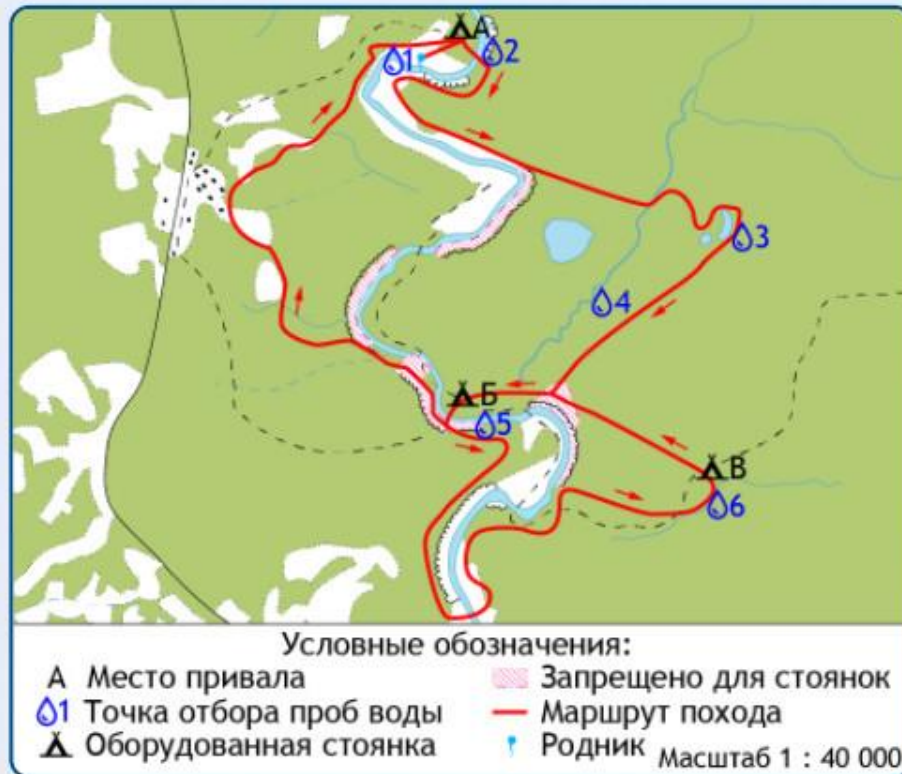 А
1
2
3
4
Б
5
В
6
Условные обозначения:
А Место привала
Запрещено для стоянок
1 Точка отбора проб воды
Маршрут похода
Оборудованная стоянка
Родник
Масштаб 1 : 40 000